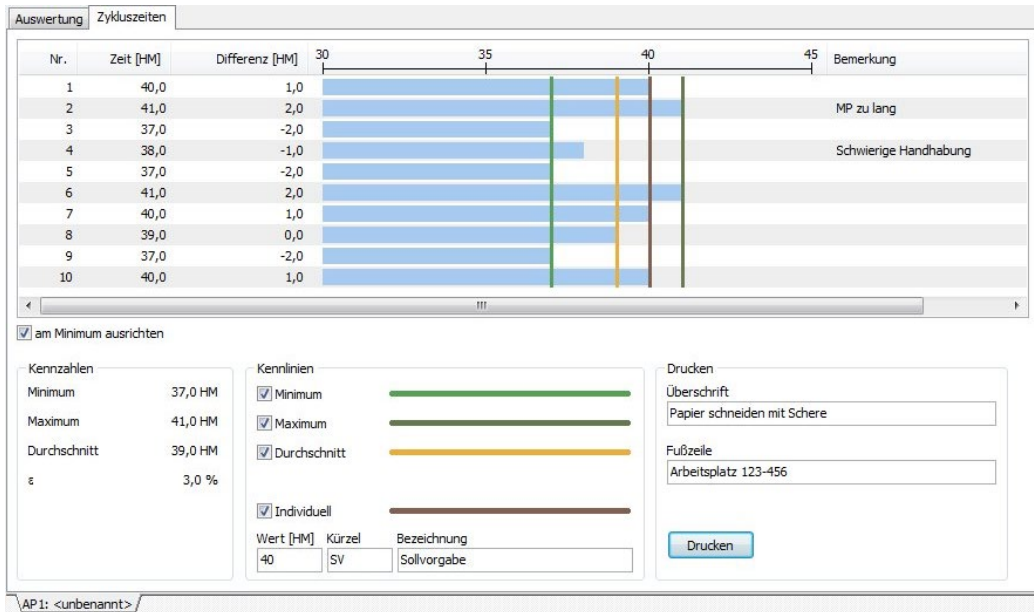 Auswertung Zykluszeiten
Nr. Zeit [HM] Differenz [HM] 30 35 40 45 Bemerkung
1 40,0 1,0
2 41,0 2,0 MP zu lang
3 37,0 -2,0
4 38,0 -1,0 Schwierige Handhabung
5 37,0 -2,0
6 41,0 2,0
7 40,0 1,0
8 39,0 0,0
9 37,0 -2,0
10 40,0 1,0
am Minimum ausrichten
Kennzahlen
Minimum 37,0 HM
Maximum 41,0 HM
Durchschnitt 39,0 HM
ε 3,0 %
Kennlinien
Minimum
Maximum
Durchschnitt
Individuell
Wert [HM] Kürzel Bezeichnung
40 SV Sollvorgabe
Drucken
Überschrift
Papier schneiden mit Schere
Fußzeile
Arbeitsplatz 123-456
Drucken
AP1: <unbenannt>